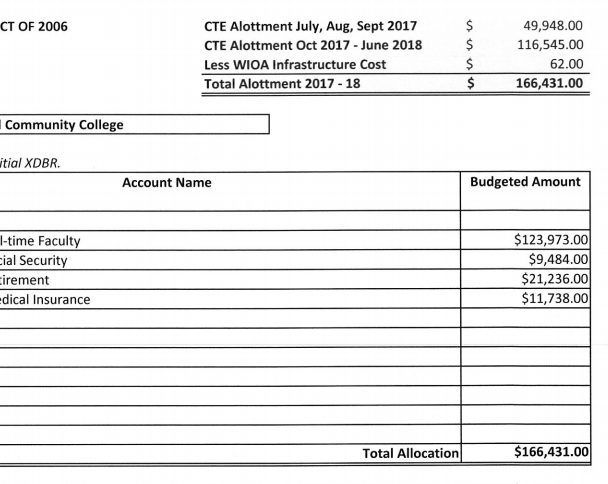 CT OF 2006
CTE Alottment July, Aug, Sept 2017 $ 49,948.00
CTE Alottment Oct 2017 - June 2018 $ 116,545.00
Less WIOA Infrastructure Cost $ 62.00
Total Alottment 2017 - 18 $ 166,431.00
l Community College
itial XDBR.
Account Name Budgeted Amount
l-time Faculty $123,973.00
cial Security $9,484.00
tirement $21,236.00
edical Insurance $11,738.00
Total Allocation $166,431.00